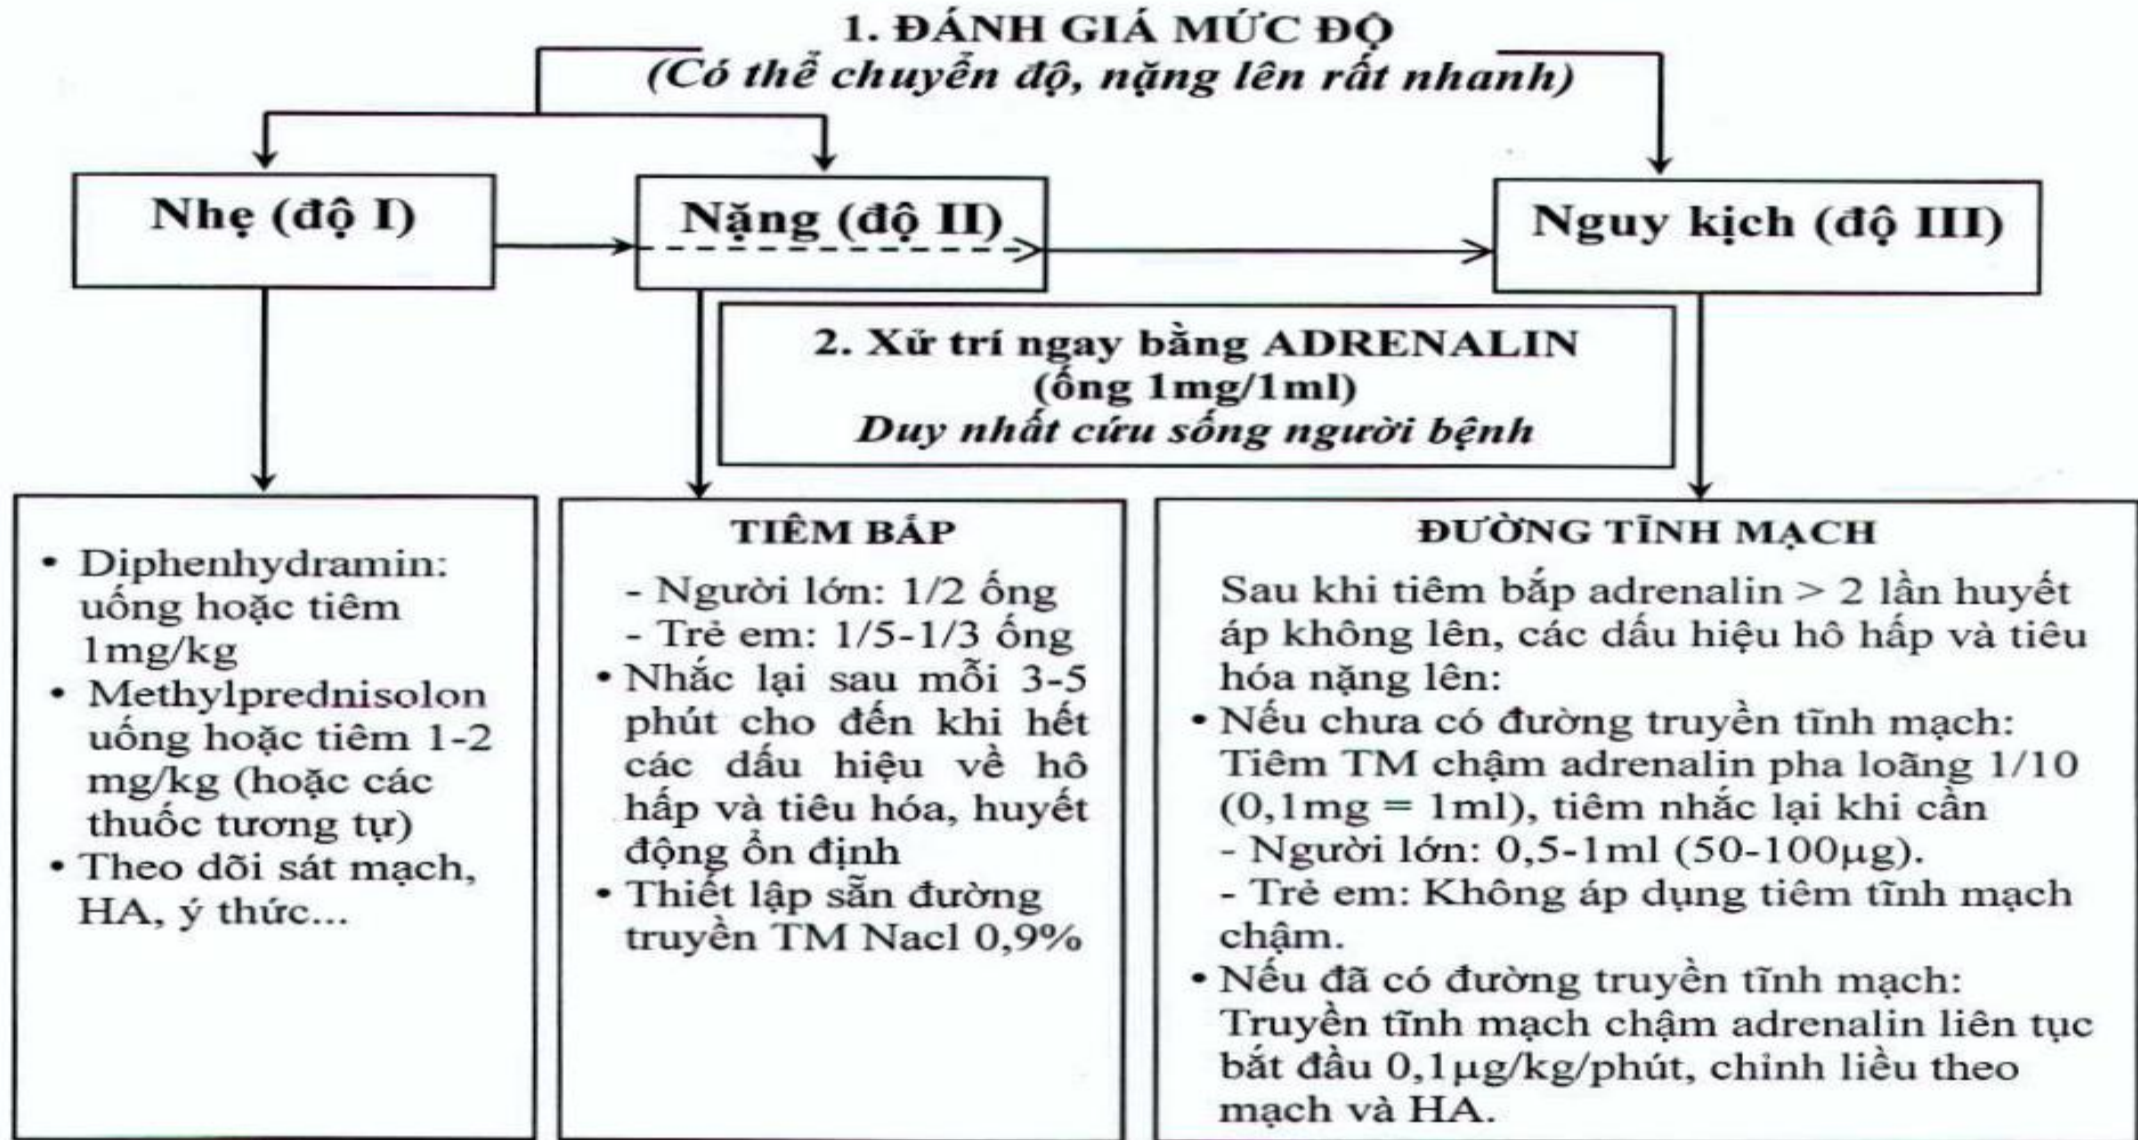 1. ĐÁNH GIÁ MỨC ĐỘ
(Có thể chuyển độ, nặng lên rất nhanh)
Nhẹ (độ I)
Nặng (độ II)
Nguy kịch (độ III)
2. Xử trí ngay bằng ADRENALIN
(ống 1mg/1ml)
Duy nhất cứu sống người bệnh
• Diphenhydramin:
uống hoặc tiêm
1mg/kg
• Methylprednisolon
uống hoặc tiêm 1-2
mg/kg (hoặc các
thuốc tương tự)
• Theo dõi sát mạch,
HA, ý thức...
TIÊM BẮP
- Người lớn: 1/2 ống
- Trẻ em: 1/5-1/3 ống
• Nhắc lại sau mỗi 3-5
phút cho đến khi hết
các dấu hiệu về hô
hấp và tiêu hóa, huyết
động ổn định
• Thiết lập sẵn đường
truyền TM Nacl 0,9%
ĐƯỜNG TĨNH MẠCH
Sau khi tiêm bắp adrenalin > 2 lần huyết
áp không lên, các dấu hiệu hô hấp và tiêu
hóa nặng lên:
• Nếu chưa có đường truyền tĩnh mạch:
Tiêm TM chậm adrenalin pha loãng 1/10
(0,1mg = 1ml), tiêm nhắc lại khi cần
- Người lớn: 0,5-1ml (50-100µg).
- Trẻ em: Không áp dụng tiêm tĩnh mạch
chậm.
• Nếu đã có đường truyền tĩnh mạch:
Truyền tĩnh mạch chậm adrenalin liên tục
bắt đầu 0,1µg/kg/phút, chỉnh liều theo
mạch và HA.